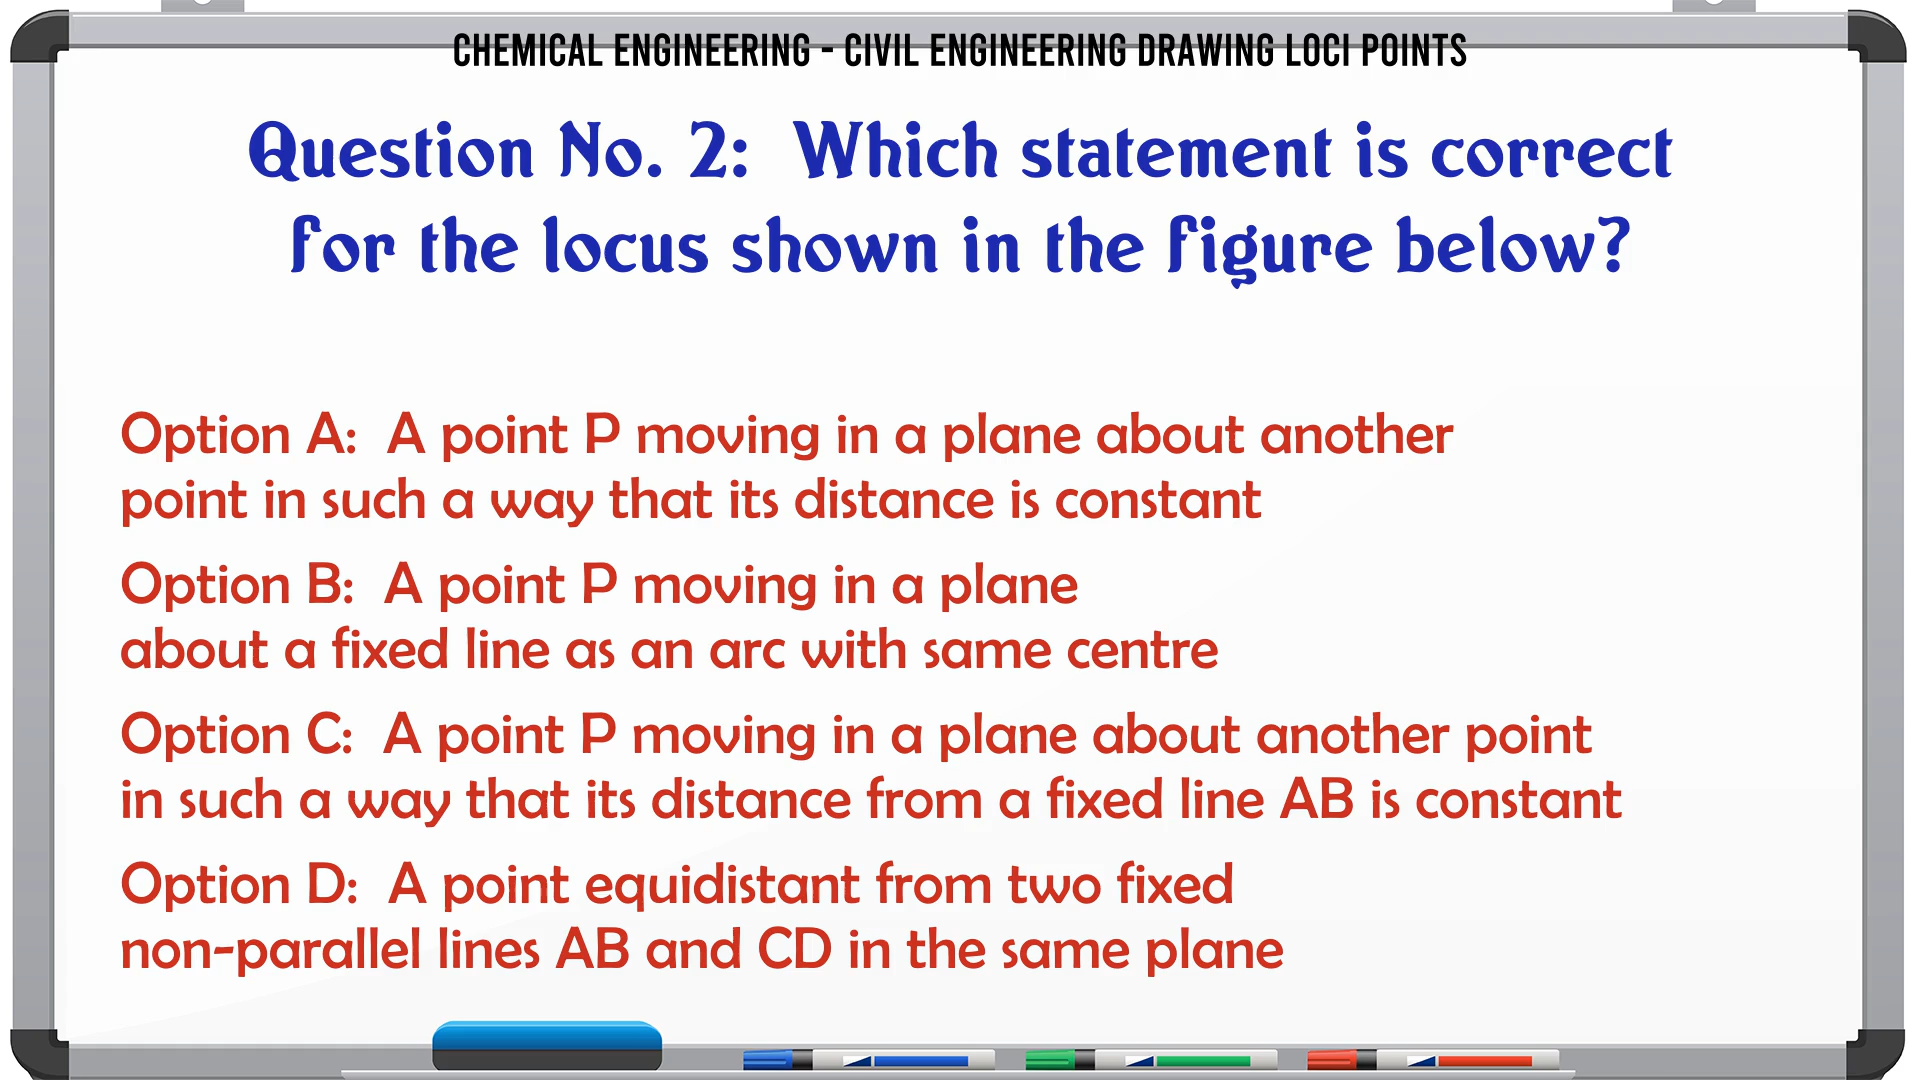 CHEMICAL ENGINEERING - CIVIL ENGINEERING DRAWING LOCI POINTS
Question No. 2: Which statement is correct
for the locus shown in the figure below?
Option A: A point P moving in a plane about another
point in such a way that its distance is constant
Option B: A point P moving in a plane
about a fixed line as an arc with same centre
Option C: A point P moving in a plane about another point
in such a way that its distance from a fixed line AB is constant
Option D: A point equidistant from two fixed
non-parallel lines AB and CD in the same plane